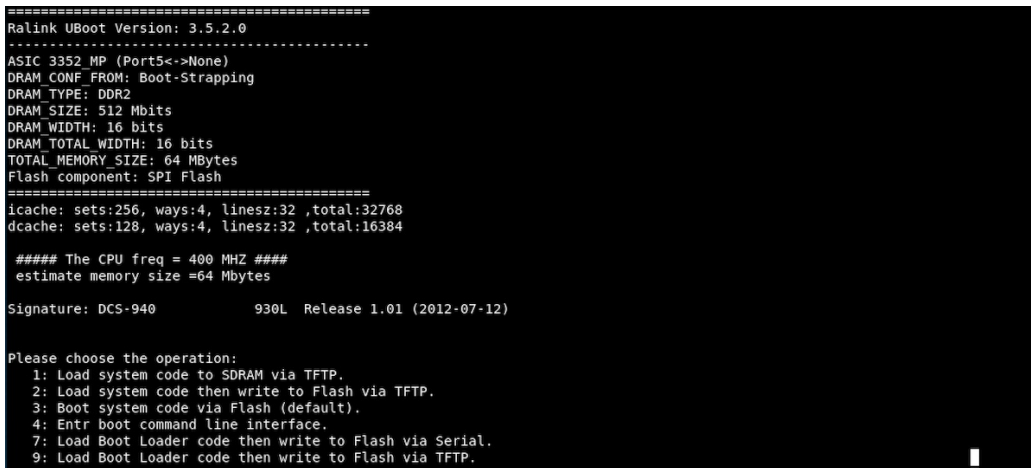 ============================================
Ralink UBoot Version: 3.5.2.0
--------------------------------------------
ASIC 3352_MP (Port5<->None)
DRAM_CONF_FROM: Boot-Strapping
DRAM_TYPE: DDR2
DRAM_SIZE: 512 Mbits
DRAM_WIDTH: 16 bits
DRAM_TOTAL_WIDTH: 16 bits
TOTAL_MEMORY_SIZE: 64 MBytes
Flash component: SPI Flash
============================================
icache: sets:256, ways:4, linesz:32 ,total:32768
dcache: sets:128, ways:4, linesz:32 ,total:16384
##### The CPU freq = 400 MHZ ####
estimate memory size =64 Mbytes
Signature: DCS-940            930L  Release 1.01 (2012-07-12)
Please choose the operation:
1: Load system code to SDRAM via TFTP.
2: Load system code then write to Flash via TFTP.
3: Boot system code via Flash (default).
4: Entr boot command line interface.
7: Load Boot Loader code then write to Flash via Serial.
9: Load Boot Loader code then write to Flash via TFTP.